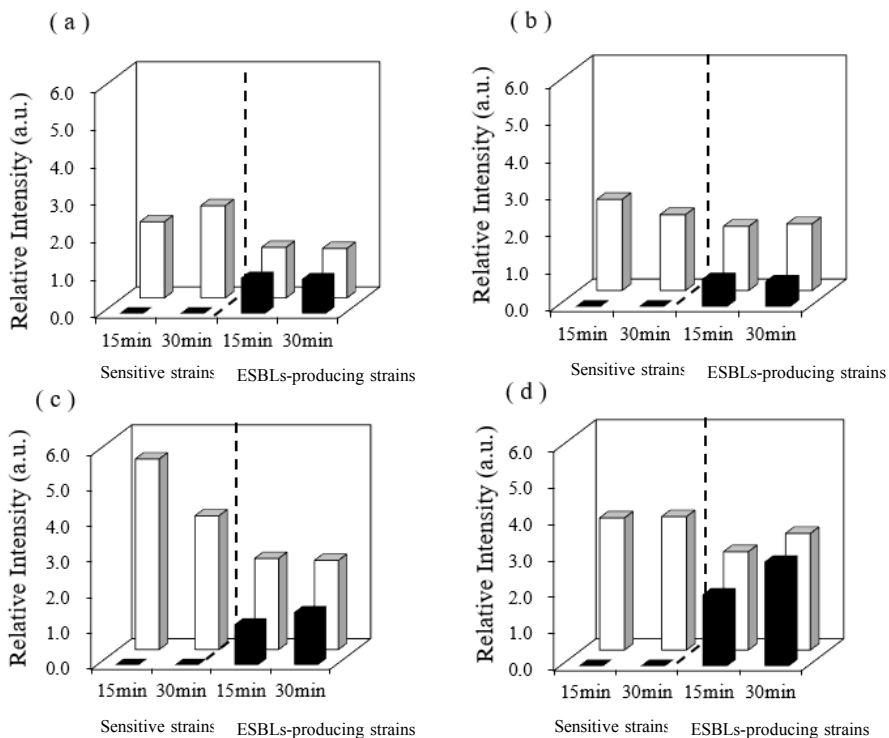 ( a )
Relative Intensity (a.u.)
6.0
5.0
4.0
3.0
2.0
1.0
0.0
15min 30min 15min 30min
Sensitive strains ESBLs-producing strains
( b )
Relative Intensity (a.u.)
6.0
5.0
4.0
3.0
2.0
1.0
0.0
15min 30min 15min 30min
Sensitive strains ESBLs-producing strains
( c )
Relative Intensity (a.u.)
6.0
5.0
4.0
3.0
2.0
1.0
0.0
15min 30min 15min 30min
Sensitive strains ESBLs-producing strains
( d )
Relative Intensity (a.u.)
6.0
5.0
4.0
3.0
2.0
1.0
0.0
15min 30min 15min 30min
Sensitive strains ESBLs-producing strains